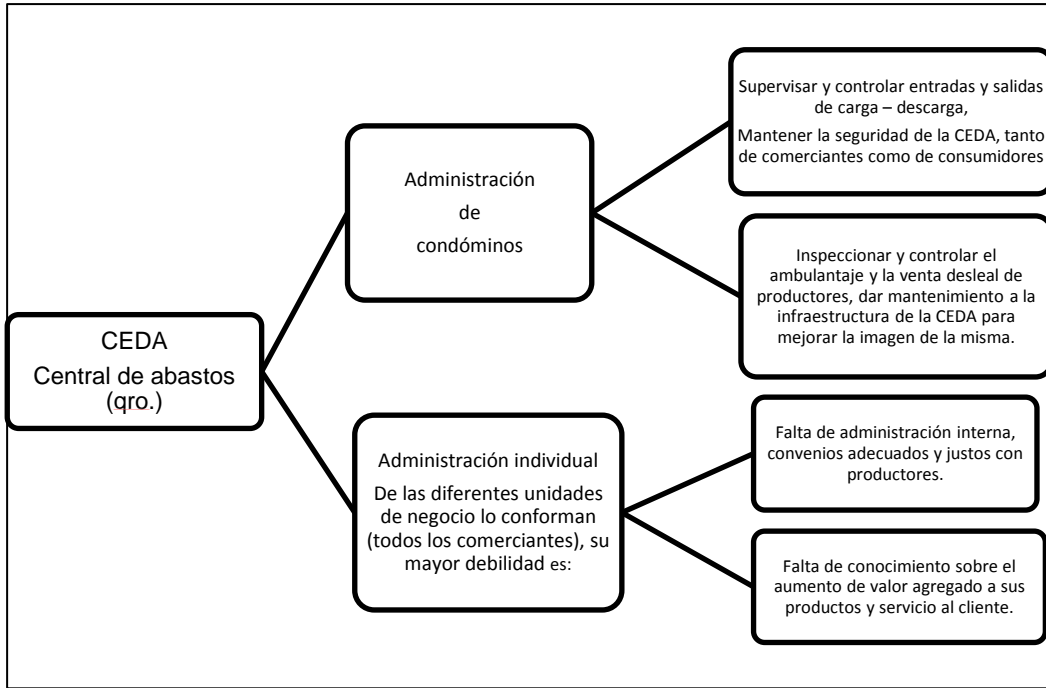 CEDA
Central de abastos
(qro.)
Administración
de
condóminos
Supervisar y controlar entradas y salidas
de carga – descarga,
Mantener la seguridad de la CEDA, tanto
de comerciantes como de consumidores
Inspeccionar y controlar el
ambulantaje y la venta desleal de
productores, dar mantenimiento a la
infraestructura de la CEDA para
mejorar la imagen de la misma.
Administración individual
De las diferentes unidades
de negocio lo conforman
(todos los comerciantes), su
mayor debilidad es:
Falta de administración interna,
convenios adecuados y justos con
productores.
Falta de conocimiento sobre el
aumento de valor agregado a sus
productos y servicio al cliente.